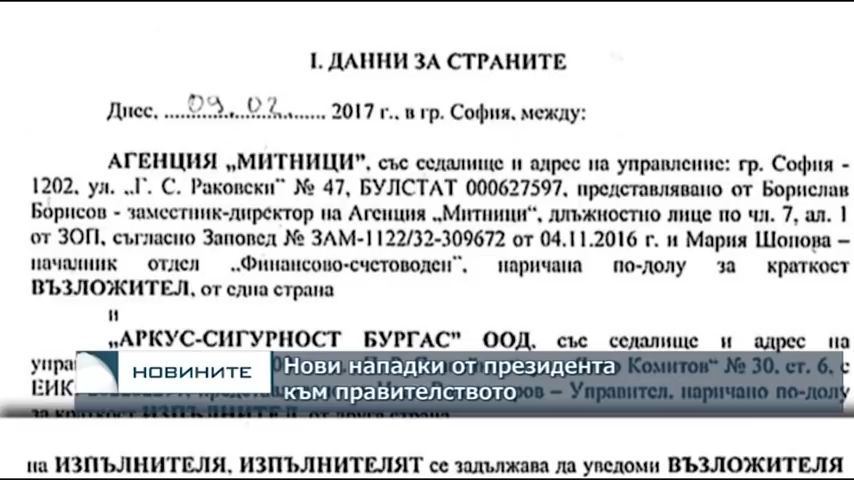 I. ДАННИ ЗА СТРАНИТЕ
Днес, 09.02. 2017 г., в гр. София, между:
АГЕНЦИЯ „МИТНИЦИ”, със седалище и адрес на управление: гр. София -
1202, ул. „Г. С. Раковски“ № 47, БУЛСТАТ 000627597, представлявано от Борислав
Борисов - заместник-директор на Агенция „Митници“, длъжностно лице по чл. 7, ал. 1
от ЗОП, съгласно Заповед № ЗАМ-1122/32-309672 от 04.11.2016 г. и Мария Шопова –
началник отдел „Финансово-счетоводен“, наричана по-долу за краткост
ВЪЗЛОЖИТЕЛ, от една страна
и
„АРКУС-СИГУРНОСТ БУРГАС” ООД, със седалище и адрес на
Комитов“ № 30, ст. 6, с
ЕИК – Управител, наричано по-долу
НОВИНИТЕ
Нови нападки от президента
към правителството
на ИЗПЪЛНИТЕЛЯ, ИЗПЪЛНИТЕЛЯТ се задължава да уведоми ВЪЗЛОЖИТЕЛЯ